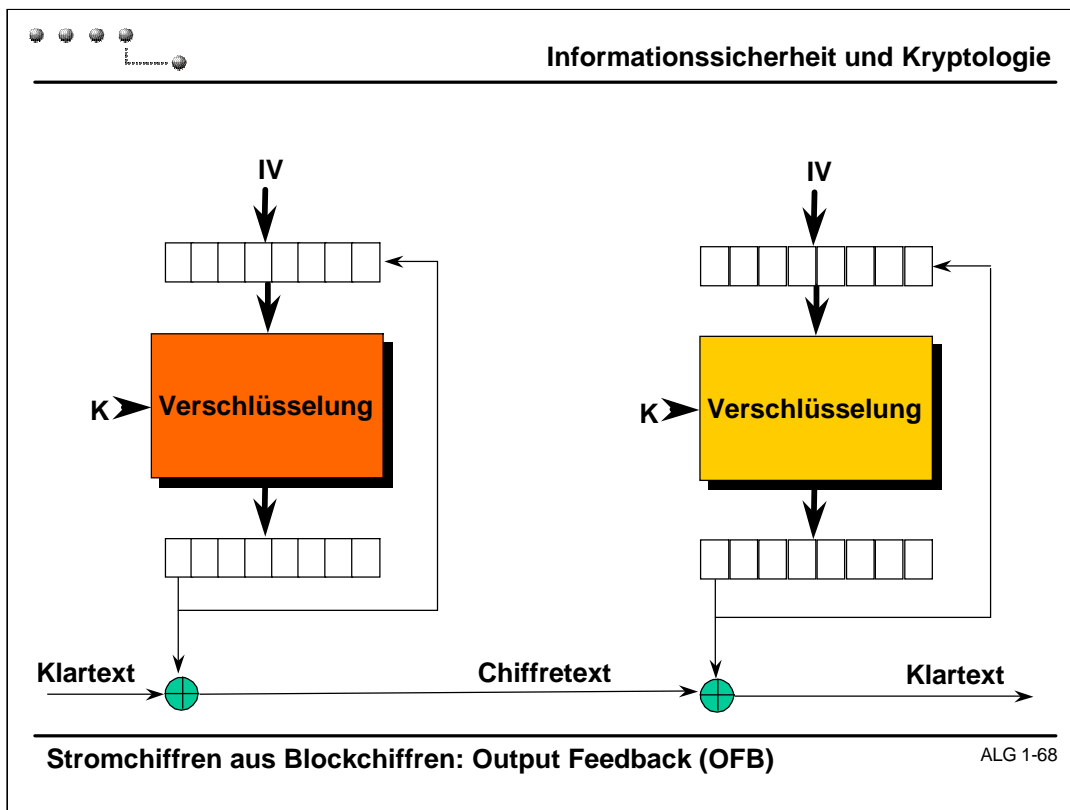 Informationssicherheit und Kryptologie
IV
IV
K
Verschlüsselung
K
Verschlüsselung
Klartext
Chiffretext
Klartext
Stromchiffren aus Blockchiffren: Output Feedback (OFB)
ALG 1-68